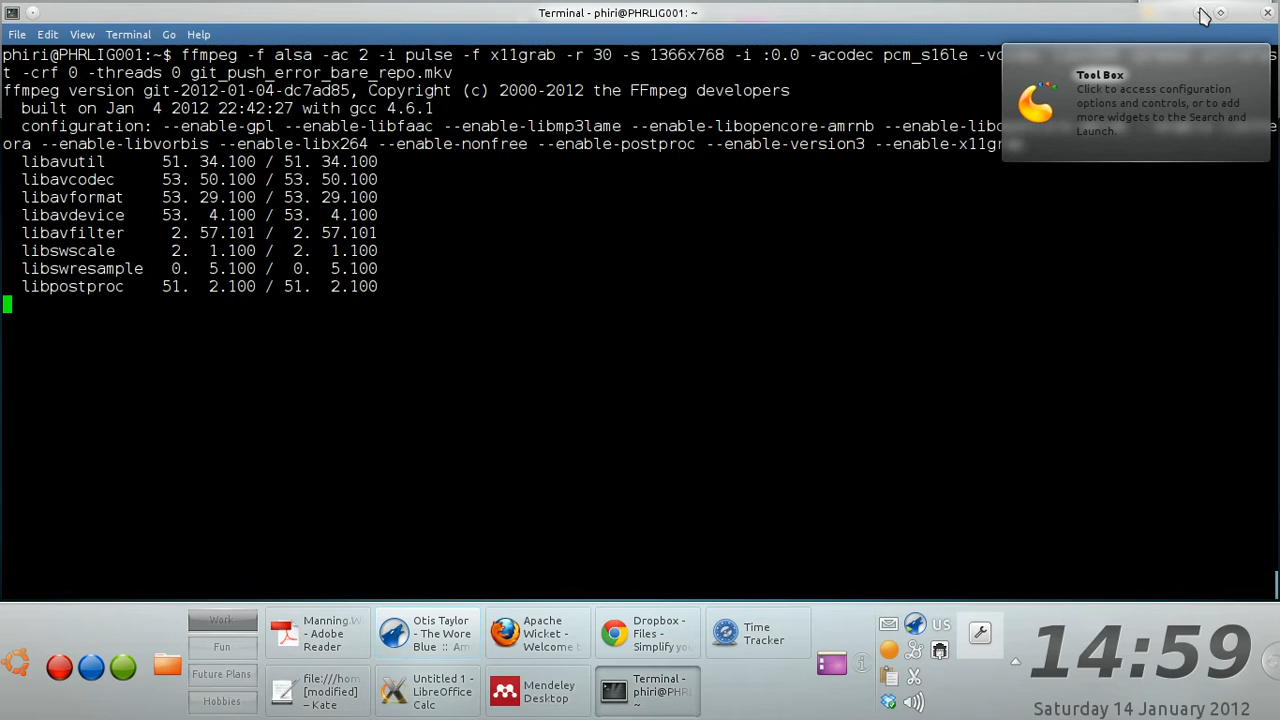 Terminal - phiri@PHRLIG001: ~
File Edit View Terminal Go Help
phiri@PHRLIG001:~$ ffmpeg -f alsa -ac 2 -i pulse -f x11grab -r 30 -s 1366x768 -i :0.0 -acodec pcm_s16le
t -crf 0 -threads 0 git_push_error_bare_repo.mkv
ffmpeg version git-2012-01-04-dc7ad85, Copyright (c) 2000-2012 the FFmpeg developers
built on Jan 4 2012 22:42:27 with gcc 4.6.1
configuration: --enable-gpl --enable-libfaac --enable-libmp3lame --enable-libopencore-amrnb
ora --enable-libvorbis --enable-libx264 --enable-nonfree --enable-postproc --enable-version3 --enable-x11grab
libavutil 51. 34.100 / 51. 34.100
libavcodec 53. 50.100 / 53. 50.100
libavformat 53. 29.100 / 53. 29.100
libavdevice 53. 4.100 / 53. 4.100
libavfilter 2. 57.101 / 2. 57.101
libswscale 2. 1.100 / 2. 1.100
libswresample 0. 5.100 / 0. 5.100
libpostproc 51. 2.100 / 51. 2.100
Tool Box
Click to access configuration
options and controls, or to add
more widgets to the Search and
Launch.
Work
Fun
Future Plans
Hobbies
Manning.W
- Adobe
Reader
Otis Taylor
- The Wore
Blue :: Am
Apache
Wicket -
Welcome t
Dropbox -
Files -
Simplify you
Time
Tracker
file:///hom
[modified]
- Kate
Untitled 1 -
LibreOffice
Calc
Mendeley
Desktop
Terminal -
phiri@PHRL
~
US
14:59
Saturday 14 January 2012